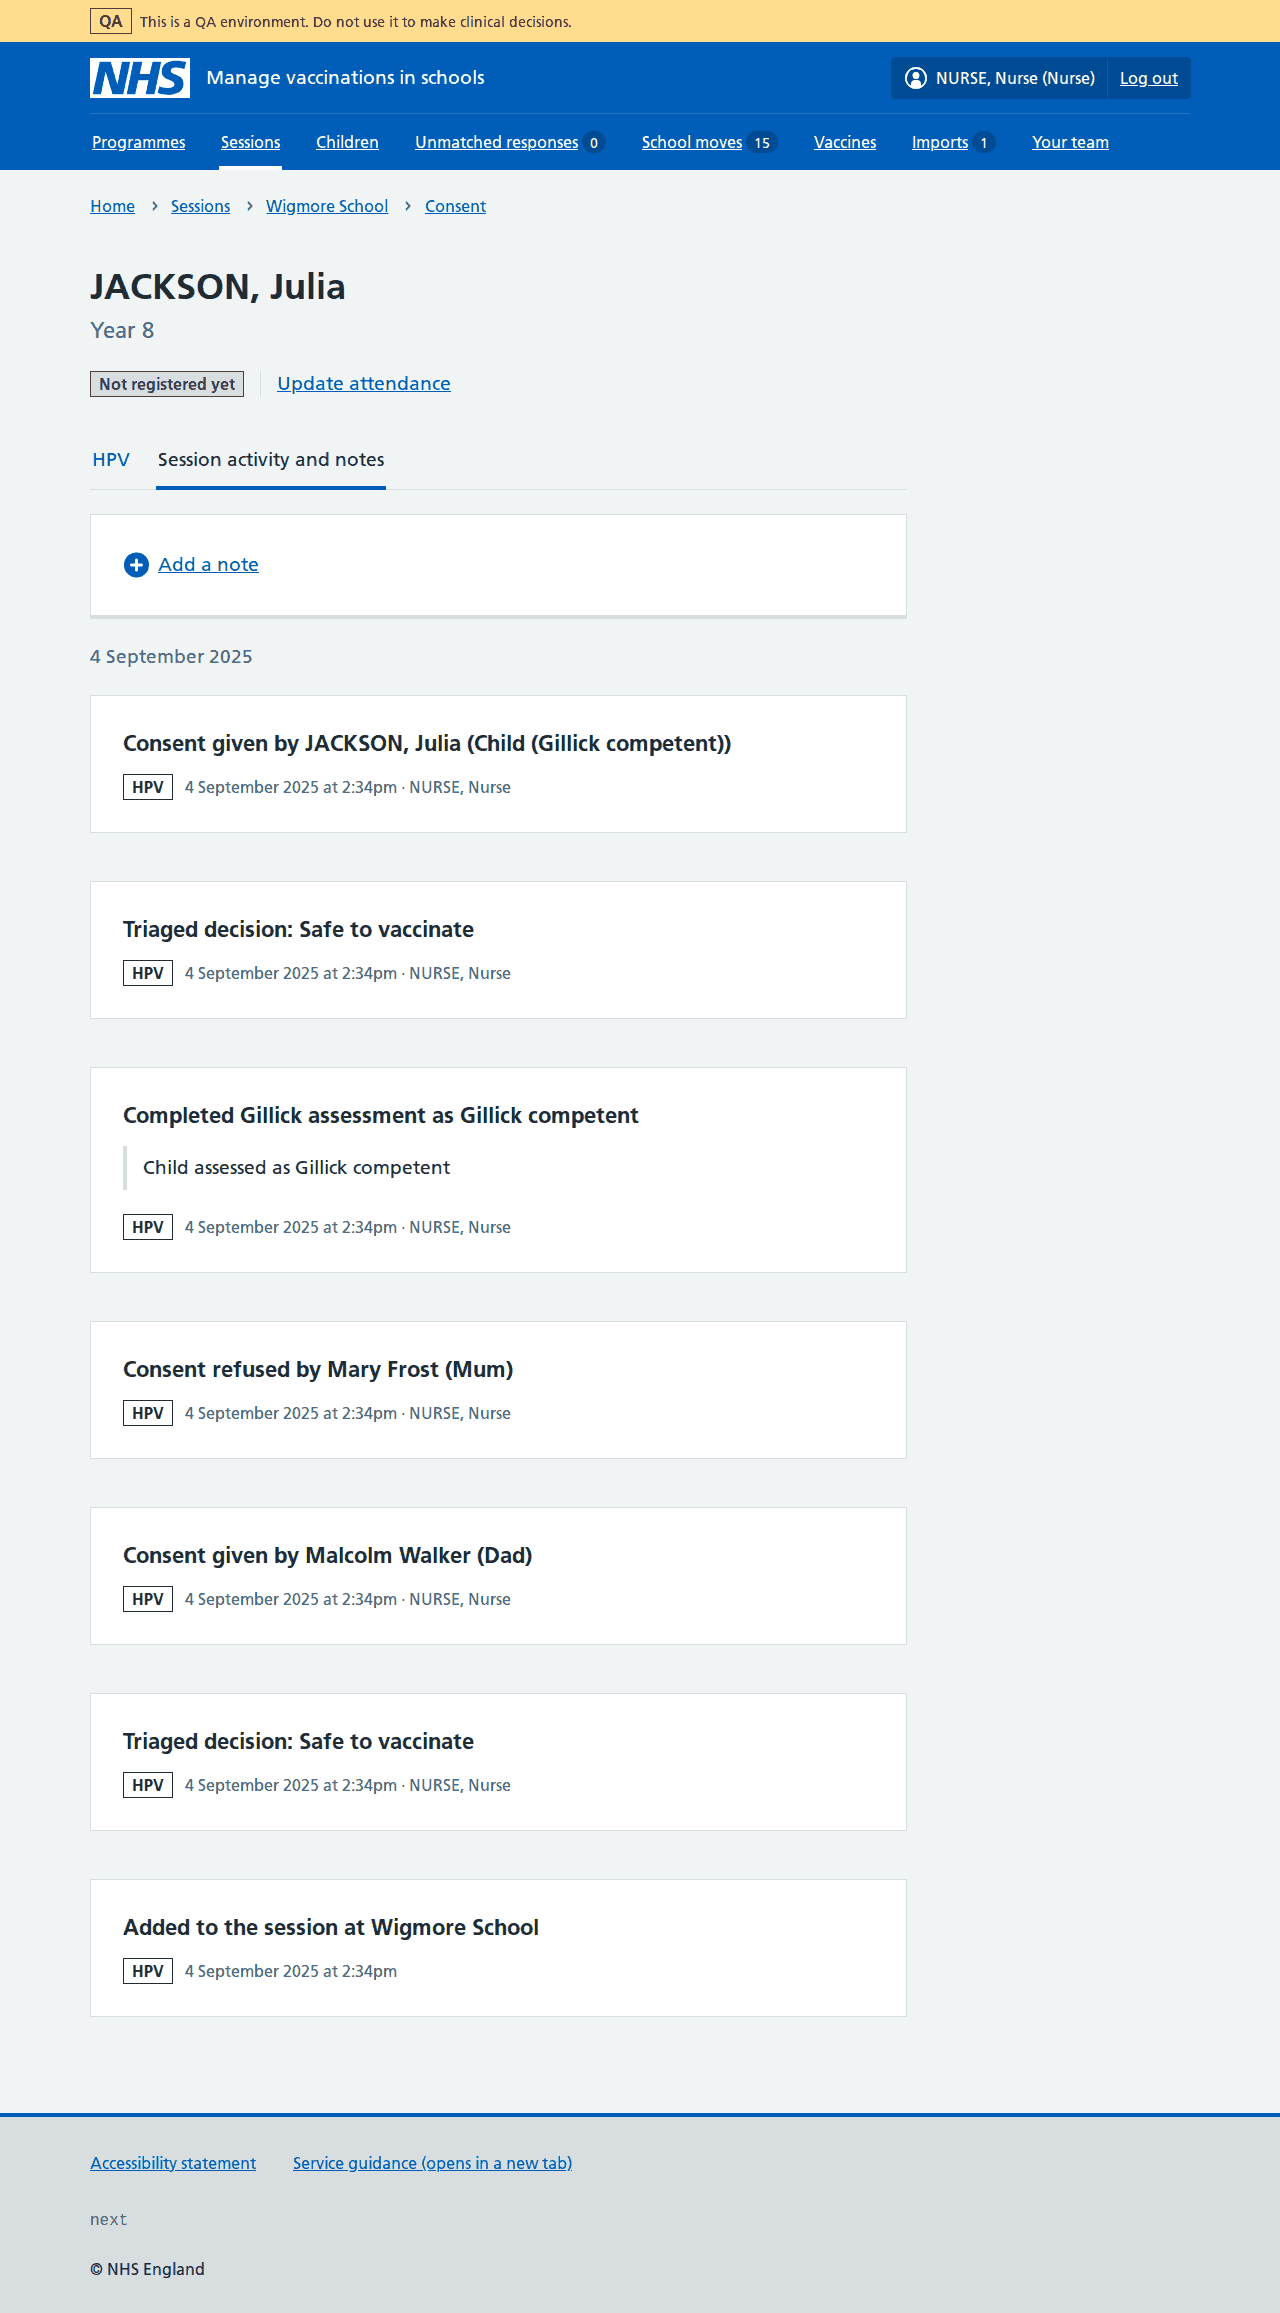 QA This is a QA environment. Do not use it to make clinical decisions.
NHS Manage vaccinations in schools NURSE, Nurse (Nurse) Log out
Programmes Sessions Children Unmatched responses 0 School moves 15 Vaccines Imports 1 Your team
Home › Sessions › Wigmore School › Consent
JACKSON, Julia
Year 8
Not registered yet Update attendance
HPV Session activity and notes
Add a note
4 September 2025
Consent given by JACKSON, Julia (Child (Gillick competent))
HPV 4 September 2025 at 2:34pm · NURSE, Nurse
Triaged decision: Safe to vaccinate
HPV 4 September 2025 at 2:34pm · NURSE, Nurse
Completed Gillick assessment as Gillick competent
Child assessed as Gillick competent
HPV 4 September 2025 at 2:34pm · NURSE, Nurse
Consent refused by Mary Frost (Mum)
HPV 4 September 2025 at 2:34pm · NURSE, Nurse
Consent given by Malcolm Walker (Dad)
HPV 4 September 2025 at 2:34pm · NURSE, Nurse
Triaged decision: Safe to vaccinate
HPV 4 September 2025 at 2:34pm · NURSE, Nurse
Added to the session at Wigmore School
HPV 4 September 2025 at 2:34pm
Accessibility statement Service guidance (opens in a new tab)
next
© NHS England